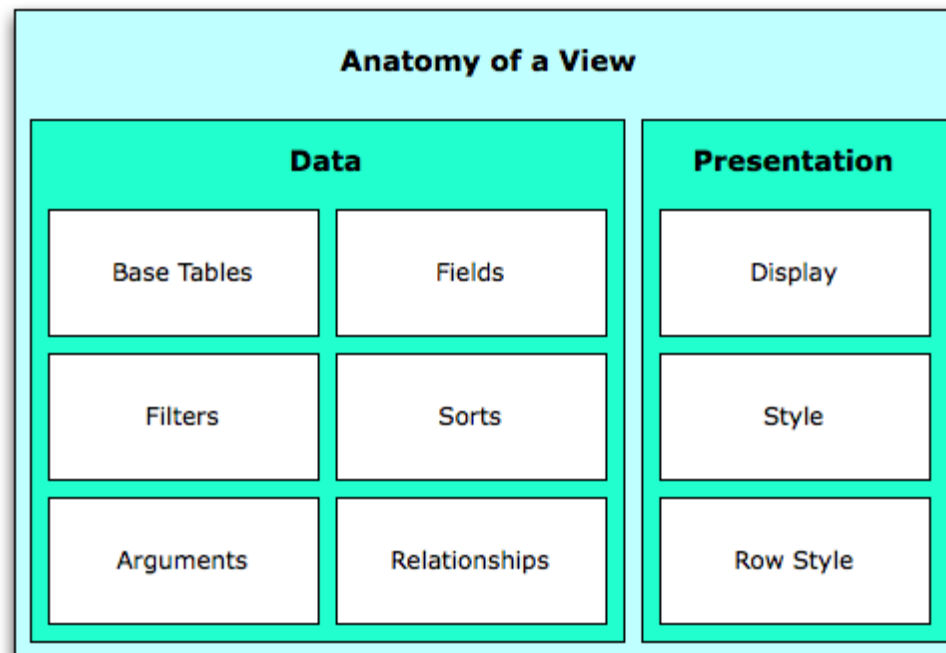 Anatomy of a View
Data
Presentation
Base Tables
Fields
Display
Filters
Sorts
Style
Arguments
Relationships
Row Style